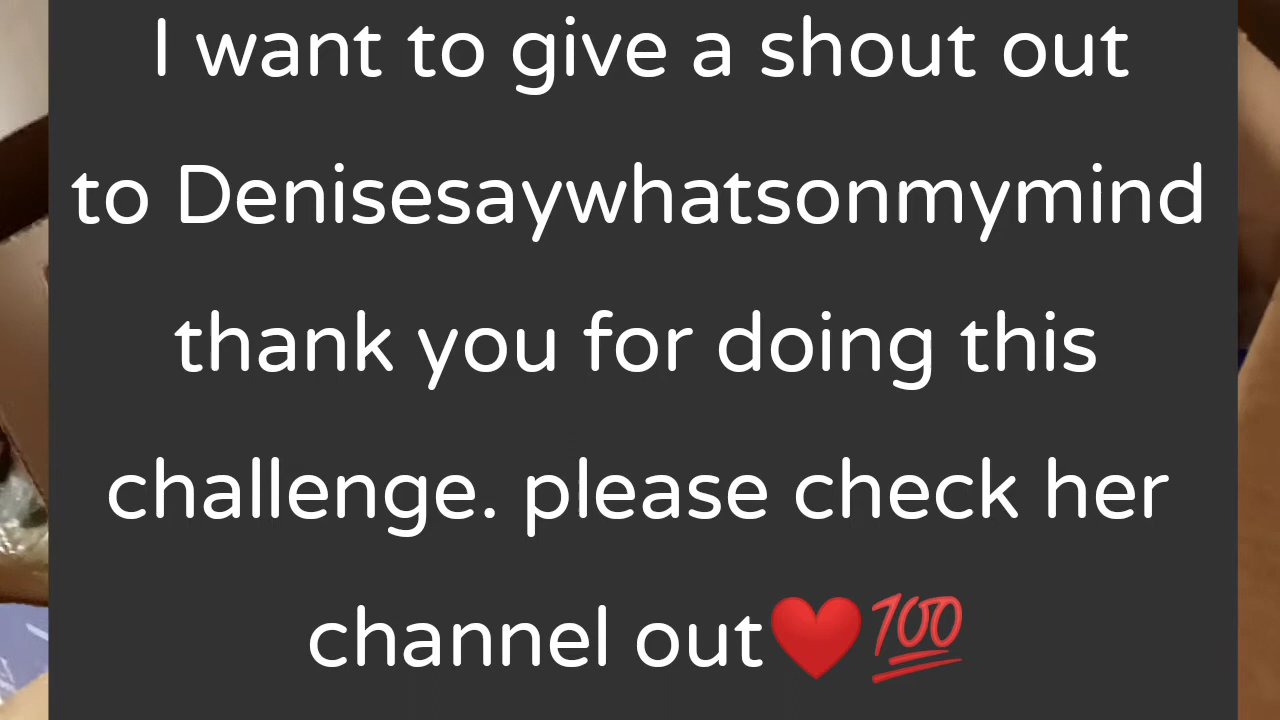 I want to give a shout out
to Denisesaywhatsonmymind
thank you for doing this
challenge. please check her
channel out❤️💯